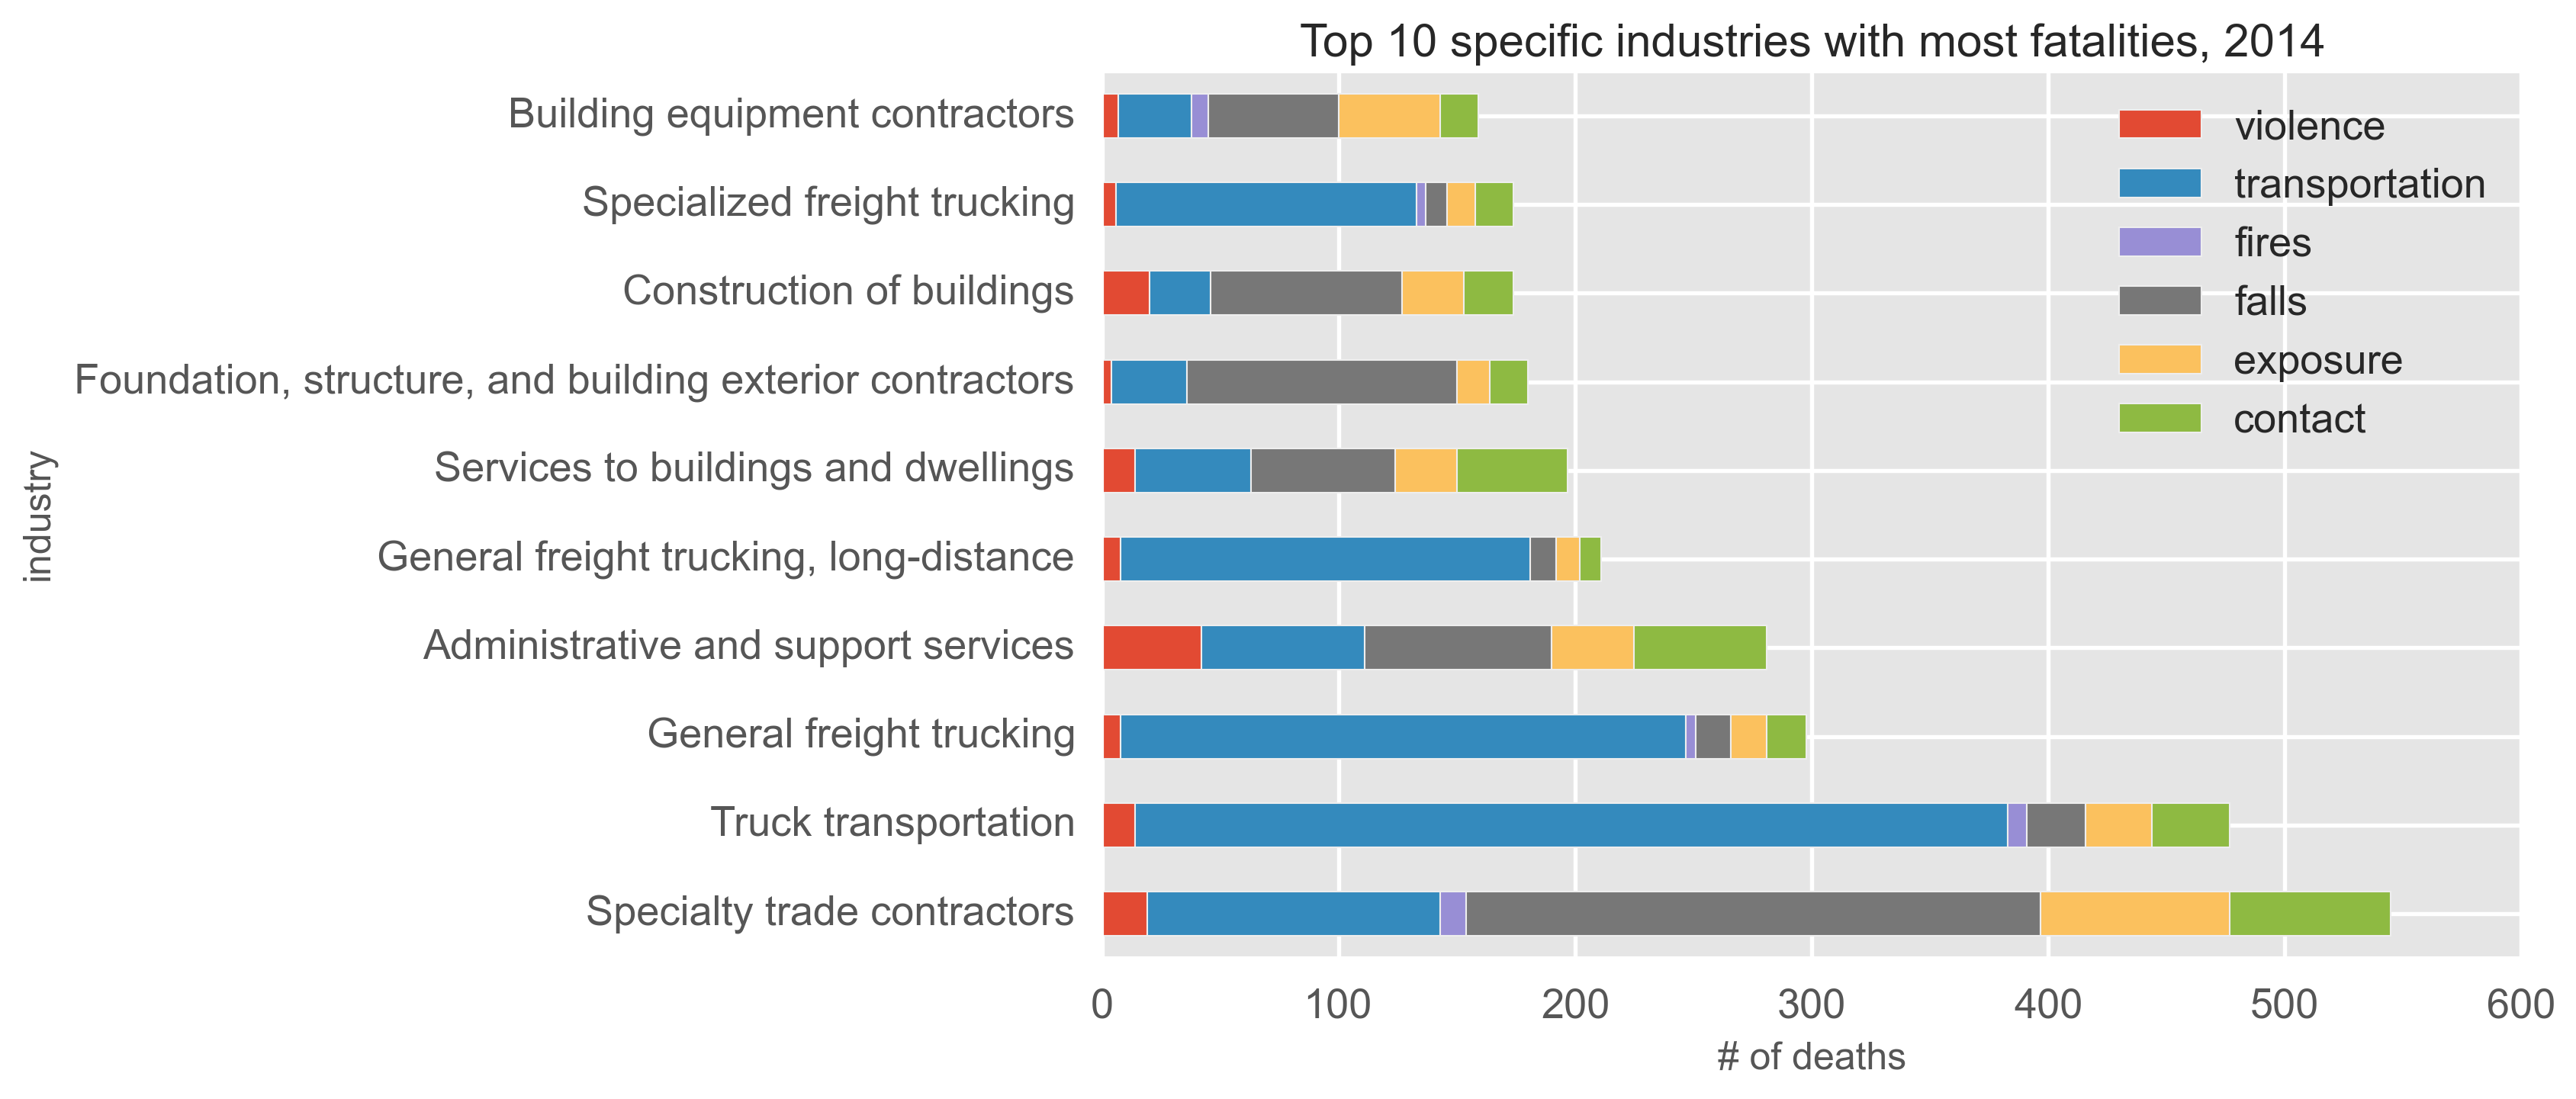 Top 10 specific industries with most fatalities, 2014
Building equipment contractors
Specialized freight trucking
Construction of buildings
Foundation, structure, and building exterior contractors
Services to buildings and dwellings
General freight trucking, long-distance
Administrative and support services
General freight trucking
Truck transportation
Specialty trade contractors
industry
violence
transportation
fires
falls
exposure
contact
0 100 200 300 400 500 600
# of deaths